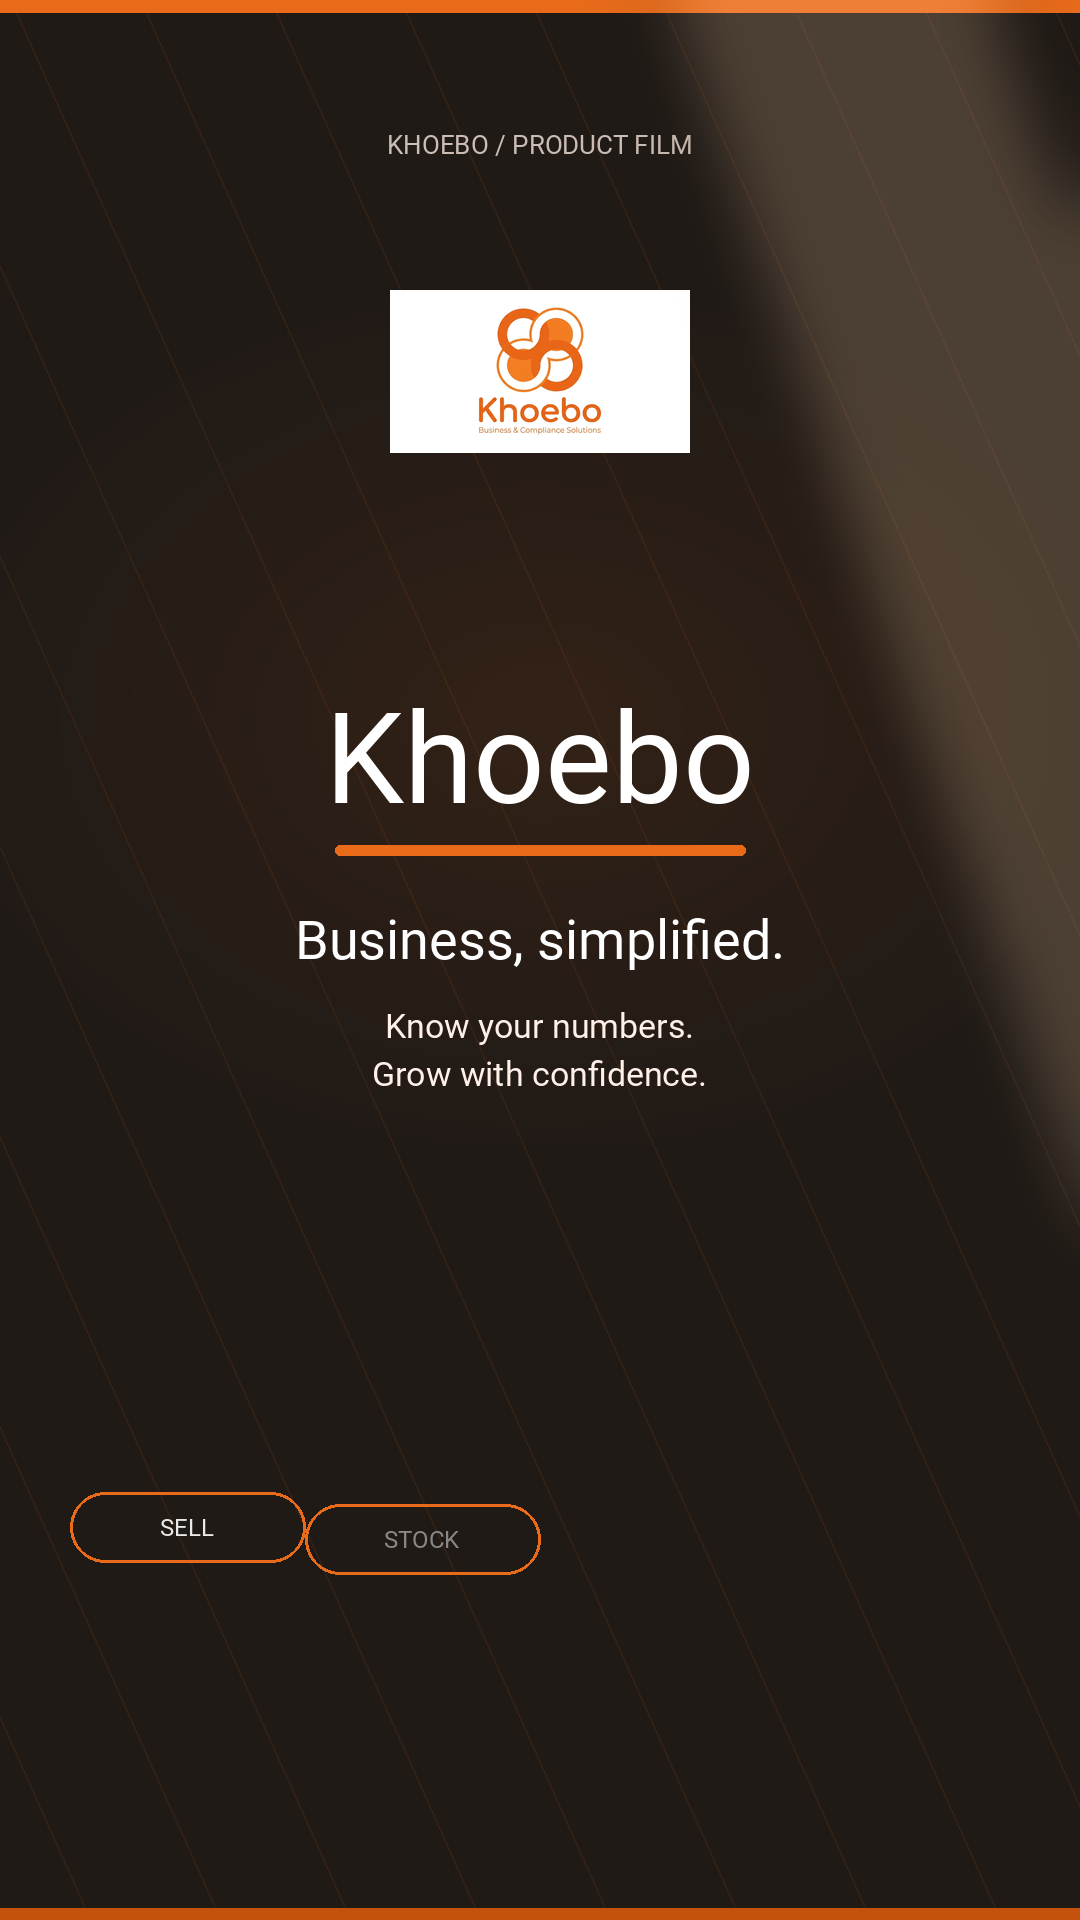 KHOEBO / PRODUCT FILM
Khoebo
Business & Compliance Solutions
Khoebo
Business, simplified.
Know your numbers.
Grow with confidence.
SELL
STOCK